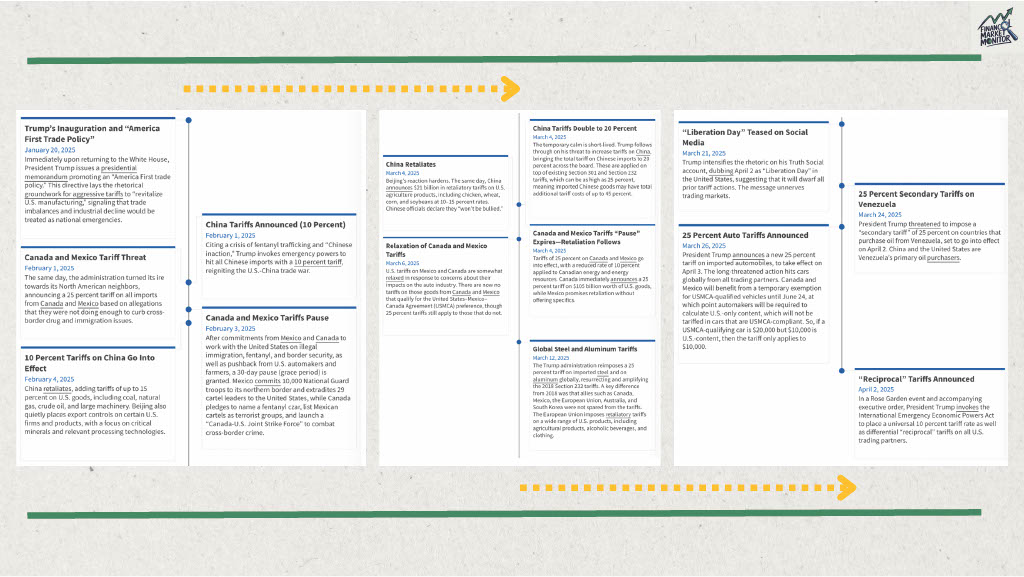 FINANCIAL
MARKET
MONITOR
Trump's Inauguration and “America
First Trade Policy”
January 20, 2025
Immediately upon returning to the White House,
President Trump issues a presidential
memorandum promoting an “America First trade
policy.” This directive lays the rhetorical
groundwork for aggressive tariffs to “revitalize
U.S. manufacturing,” signaling that trade
imbalances and industrial decline would be
treated as national emergencies.
China Tariffs Announced (10 Percent)
February 1, 2025
Citing a crisis of fentanyl trafficking and “Chinese
inaction,” Trump invokes emergency powers to
hit all Chinese imports with a 10 percent tariff,
reigniting the U.S.-China trade war.
Canada and Mexico Tariff Threat
February 1, 2025
The same day, the administration turned its ire
towards its North American neighbors,
announcing a 25 percent tariff on all imports
from Canada and Mexico based on allegations
that they were not doing enough to curb cross-
border drug and immigration issues.
Canada and Mexico Tariffs Pause
February 3, 2025
After commitments from Mexico and Canada to
work with the United States on illegal
immigration, fentanyl, and border security, as
well as pushback from U.S. automakers and
farmers, a 30-day pause (grace period) is
granted. Mexico commits 10,000 National Guard
troops to its northern border and extradites 29
cartel leaders to the United States, while Canada
pledges to name a fentanyl czar, list Mexican
cartels as terrorist groups, and launch a
“Canada-U.S. Joint Strike Force” to combat
cross-border crime.
10 Percent Tariffs on China Go Into
Effect
February 4, 2025
China retaliates, adding tariffs of up to 15
percent on U.S. goods, including coal, natural
gas, crude oil, and large machinery. Beijing also
quietly places export controls on certain U.S.
firms and products, with a focus on critical
minerals and relevant processing technologies.
China Tariffs Double to 20 Percent
March 4, 2025
The temporary calm is short-lived. Trump follows
through on his threat to increase tariffs on China,
bringing the total tariff on Chinese imports to 20
percent across the board. These are applied on
top of existing Section 301 and Section 232
tariffs, which can be as high as 25 percent,
meaning imported Chinese goods may have total
additional tariff costs of up to 45 percent.
China Retaliates
March 4, 2025
Beijing's reaction hardens. The same day, China
announces $21 billion in retaliatory tariffs on U.S.
agriculture products, including chicken, wheat,
corn, and soybeans at 10–15 percent rates.
Chinese officials declare they “won't be bullied.”
Canada and Mexico Tariffs “Pause”
Expires—Retaliation Follows
March 4, 2025
Tariffs of 25 percent on Canada and Mexico go
into effect, with a reduced rate of 10 percent
applied to Canadian energy and energy
resources. Canada immediately announces a 25
percent tariff on $105 billion worth of U.S. goods,
while Mexico promises retaliation without
offering specifics.
Relaxation of Canada and Mexico
Tariffs
March 6, 2025
U.S. tariffs on Mexico and Canada are somewhat
relaxed in response to concerns about their
impacts on the auto industry. There are now no
tariffs on those goods from Canada and Mexico
that qualify for the United States–Mexico–
Canada Agreement (USMCA) preference, though
25 percent tariffs still apply to those that do not.
Global Steel and Aluminum Tariffs
March 12, 2025
The Trump administration reimposes a 25
percent tariff on imported steel and on
aluminum globally, resurrecting and amplifying
the 2018 Section 232 tariffs. A key difference
from 2018 was that allies such as Canada,
Mexico, the European Union, Australia, and
South Korea were not spared from the tariffs.
The European Union imposes retaliatory tariffs
on a wide range of U.S. products, including
agricultural products, alcoholic beverages, and
clothing.
“Liberation Day” Teased on Social
Media
March 21, 2025
Trump intensifies the rhetoric on his Truth Social
account, dubbing April 2 as “Liberation Day” in
the United States, suggesting that it will dwarf all
prior tariff actions. The message unnerves
trading markets.
25 Percent Secondary Tariffs on
Venezuela
March 24, 2025
President Trump threatened to impose a
“secondary tariff” of 25 percent on countries that
purchase oil from Venezuela, set to go into effect
on April 2. China and the United States are
Venezuela's primary oil purchasers.
25 Percent Auto Tariffs Announced
March 26, 2025
President Trump announces a new 25 percent
tariff on imported automobiles, to take effect on
April 3. The long threatened action hits cars
globally from all trading partners. Canada and
Mexico will benefit from a temporary exemption
for USMCA-qualified vehicles until June 24, at
which point automakers will be required to
calculate U.S.-only content, which will not be
tariffed in cars that are USMCA-compliant. So, if a
USMCA-qualifying car is $20,000 but $10,000 is
U.S.-content, then the tariff only applies to
$10,000.
“Reciprocal” Tariffs Announced
April 2, 2025
In a Rose Garden event and accompanying
executive order, President Trump invokes the
International Emergency Economic Powers Act
to place a universal 10 percent tariff rate as well
as differential “reciprocal” tariffs on all U.S.
trading partners.